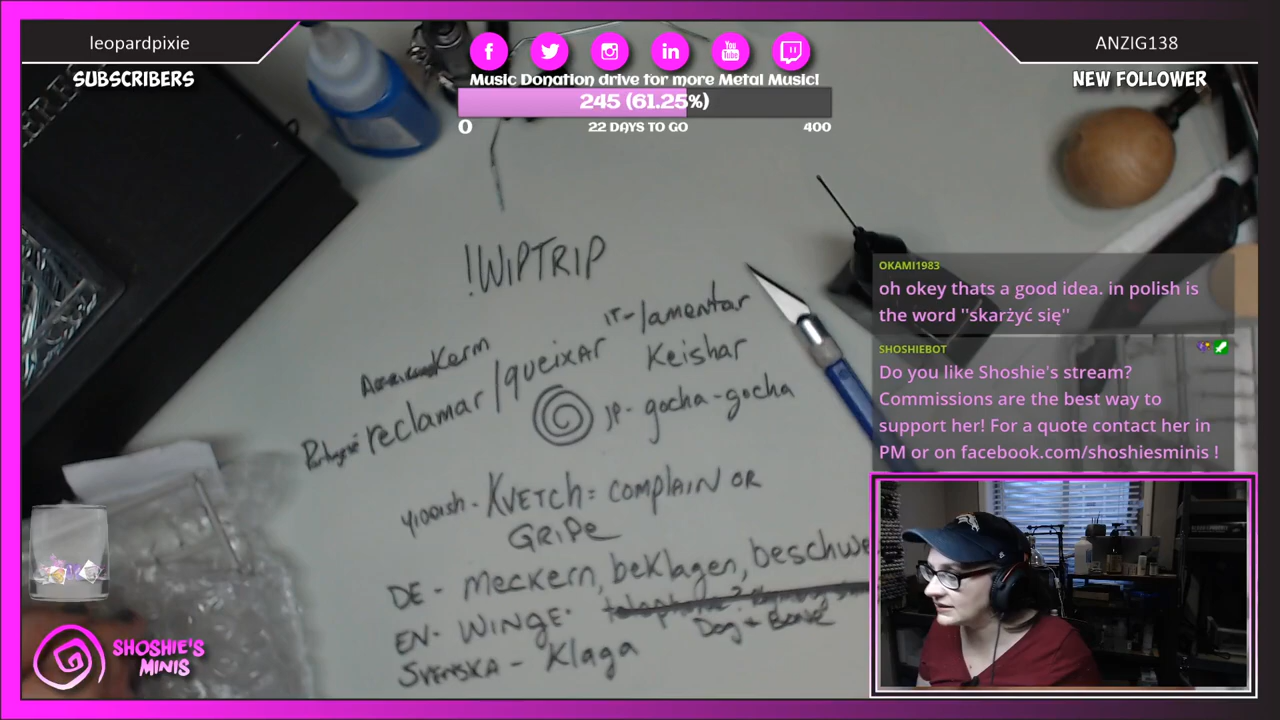 leopardpixie
SUBSCRIBERS
Music Donation drive for more Metal Music!
245 (61.25%)
0
22 DAYS TO GO
400
ANZIG138
NEW FOLLOWER
!WIPTRIP
Kerm
IT-lamentar
Portugese reclamar/queixar
Keishar
JP- gocha-gocha
YIDDISH- KVETCH= COMPLAIN OR
GRIPE
DE- meckern, beklagen, beschwe
EN- WINGE-
Dog + Bone
SVENSKA - Klaga
OKAMI1983
oh okey thats a good idea. in polish is
the word ''skarżyć się''
SHOSHIEBOT
Do you like Shoshie's stream?
Commissions are the best way to
support her! For a quote contact her in
PM or on facebook.com/shoshiesminis !
SHOSHIE'S
MINIS